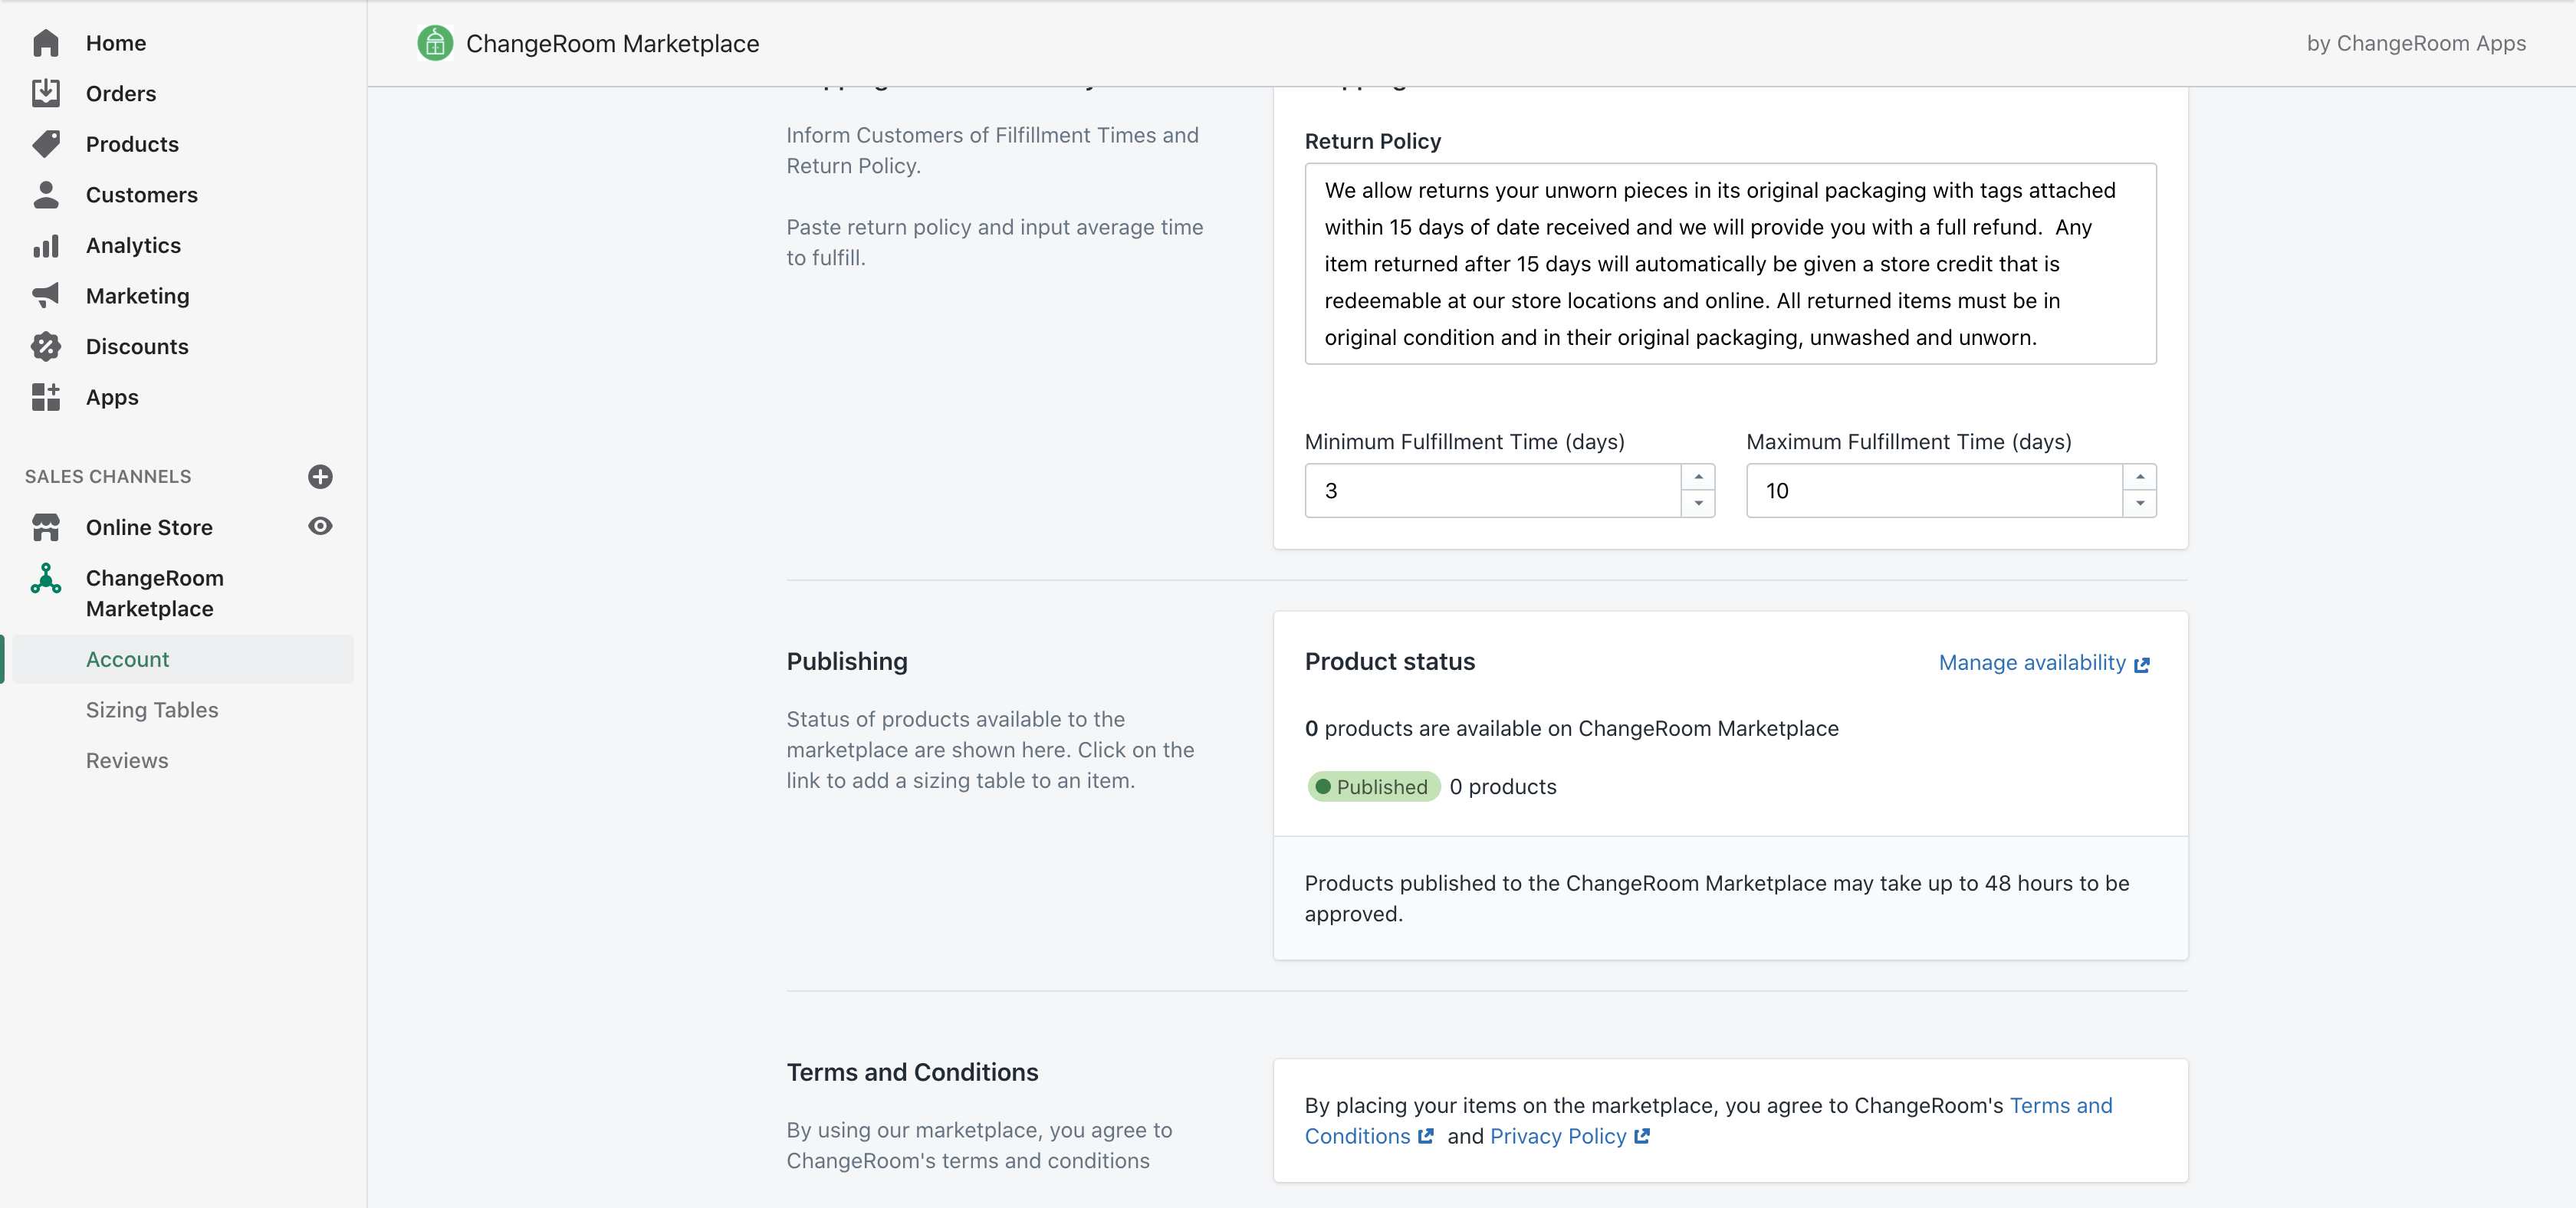 Home
Orders
Products
Customers
Analytics
Marketing
Discounts
Apps
SALES CHANNELS
Online Store
ChangeRoom
Marketplace
Account
Sizing Tables
Reviews
ChangeRoom Marketplace
by ChangeRoom Apps
Inform Customers of Filfillment Times and
Return Policy.
Paste return policy and input average time
to fulfill.
Return Policy
We allow returns your unworn pieces in its original packaging with tags attached
within 15 days of date received and we will provide you with a full refund.  Any
item returned after 15 days will automatically be given a store credit that is
redeemable at our store locations and online. All returned items must be in
original condition and in their original packaging, unwashed and unworn.
Minimum Fulfillment Time (days)
3
Maximum Fulfillment Time (days)
10
Publishing
Status of products available to the
marketplace are shown here. Click on the
link to add a sizing table to an item.
Product status
Manage availability
0 products are available on ChangeRoom Marketplace
Published 0 products
Products published to the ChangeRoom Marketplace may take up to 48 hours to be
approved.
Terms and Conditions
By using our marketplace, you agree to
ChangeRoom's terms and conditions
By placing your items on the marketplace, you agree to ChangeRoom's Terms and
Conditions and Privacy Policy